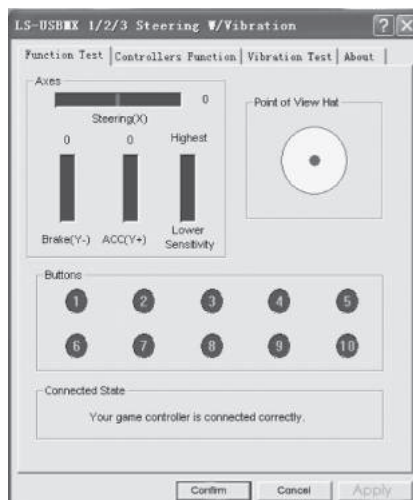 LS-USBMX 1/2/3 Steering W/Vibration
Function Test Controllers Function Vibration Test About
Axes
0
Steering(X)
Point of View Hat
0 0 Highest
Brake(Y-) ACC(Y+) Lower
Sensitivity
Buttons
1 2 3 4 5
6 7 8 9 10
Connected State
Your game controller is connected correctly.
Confirm Cancel Apply